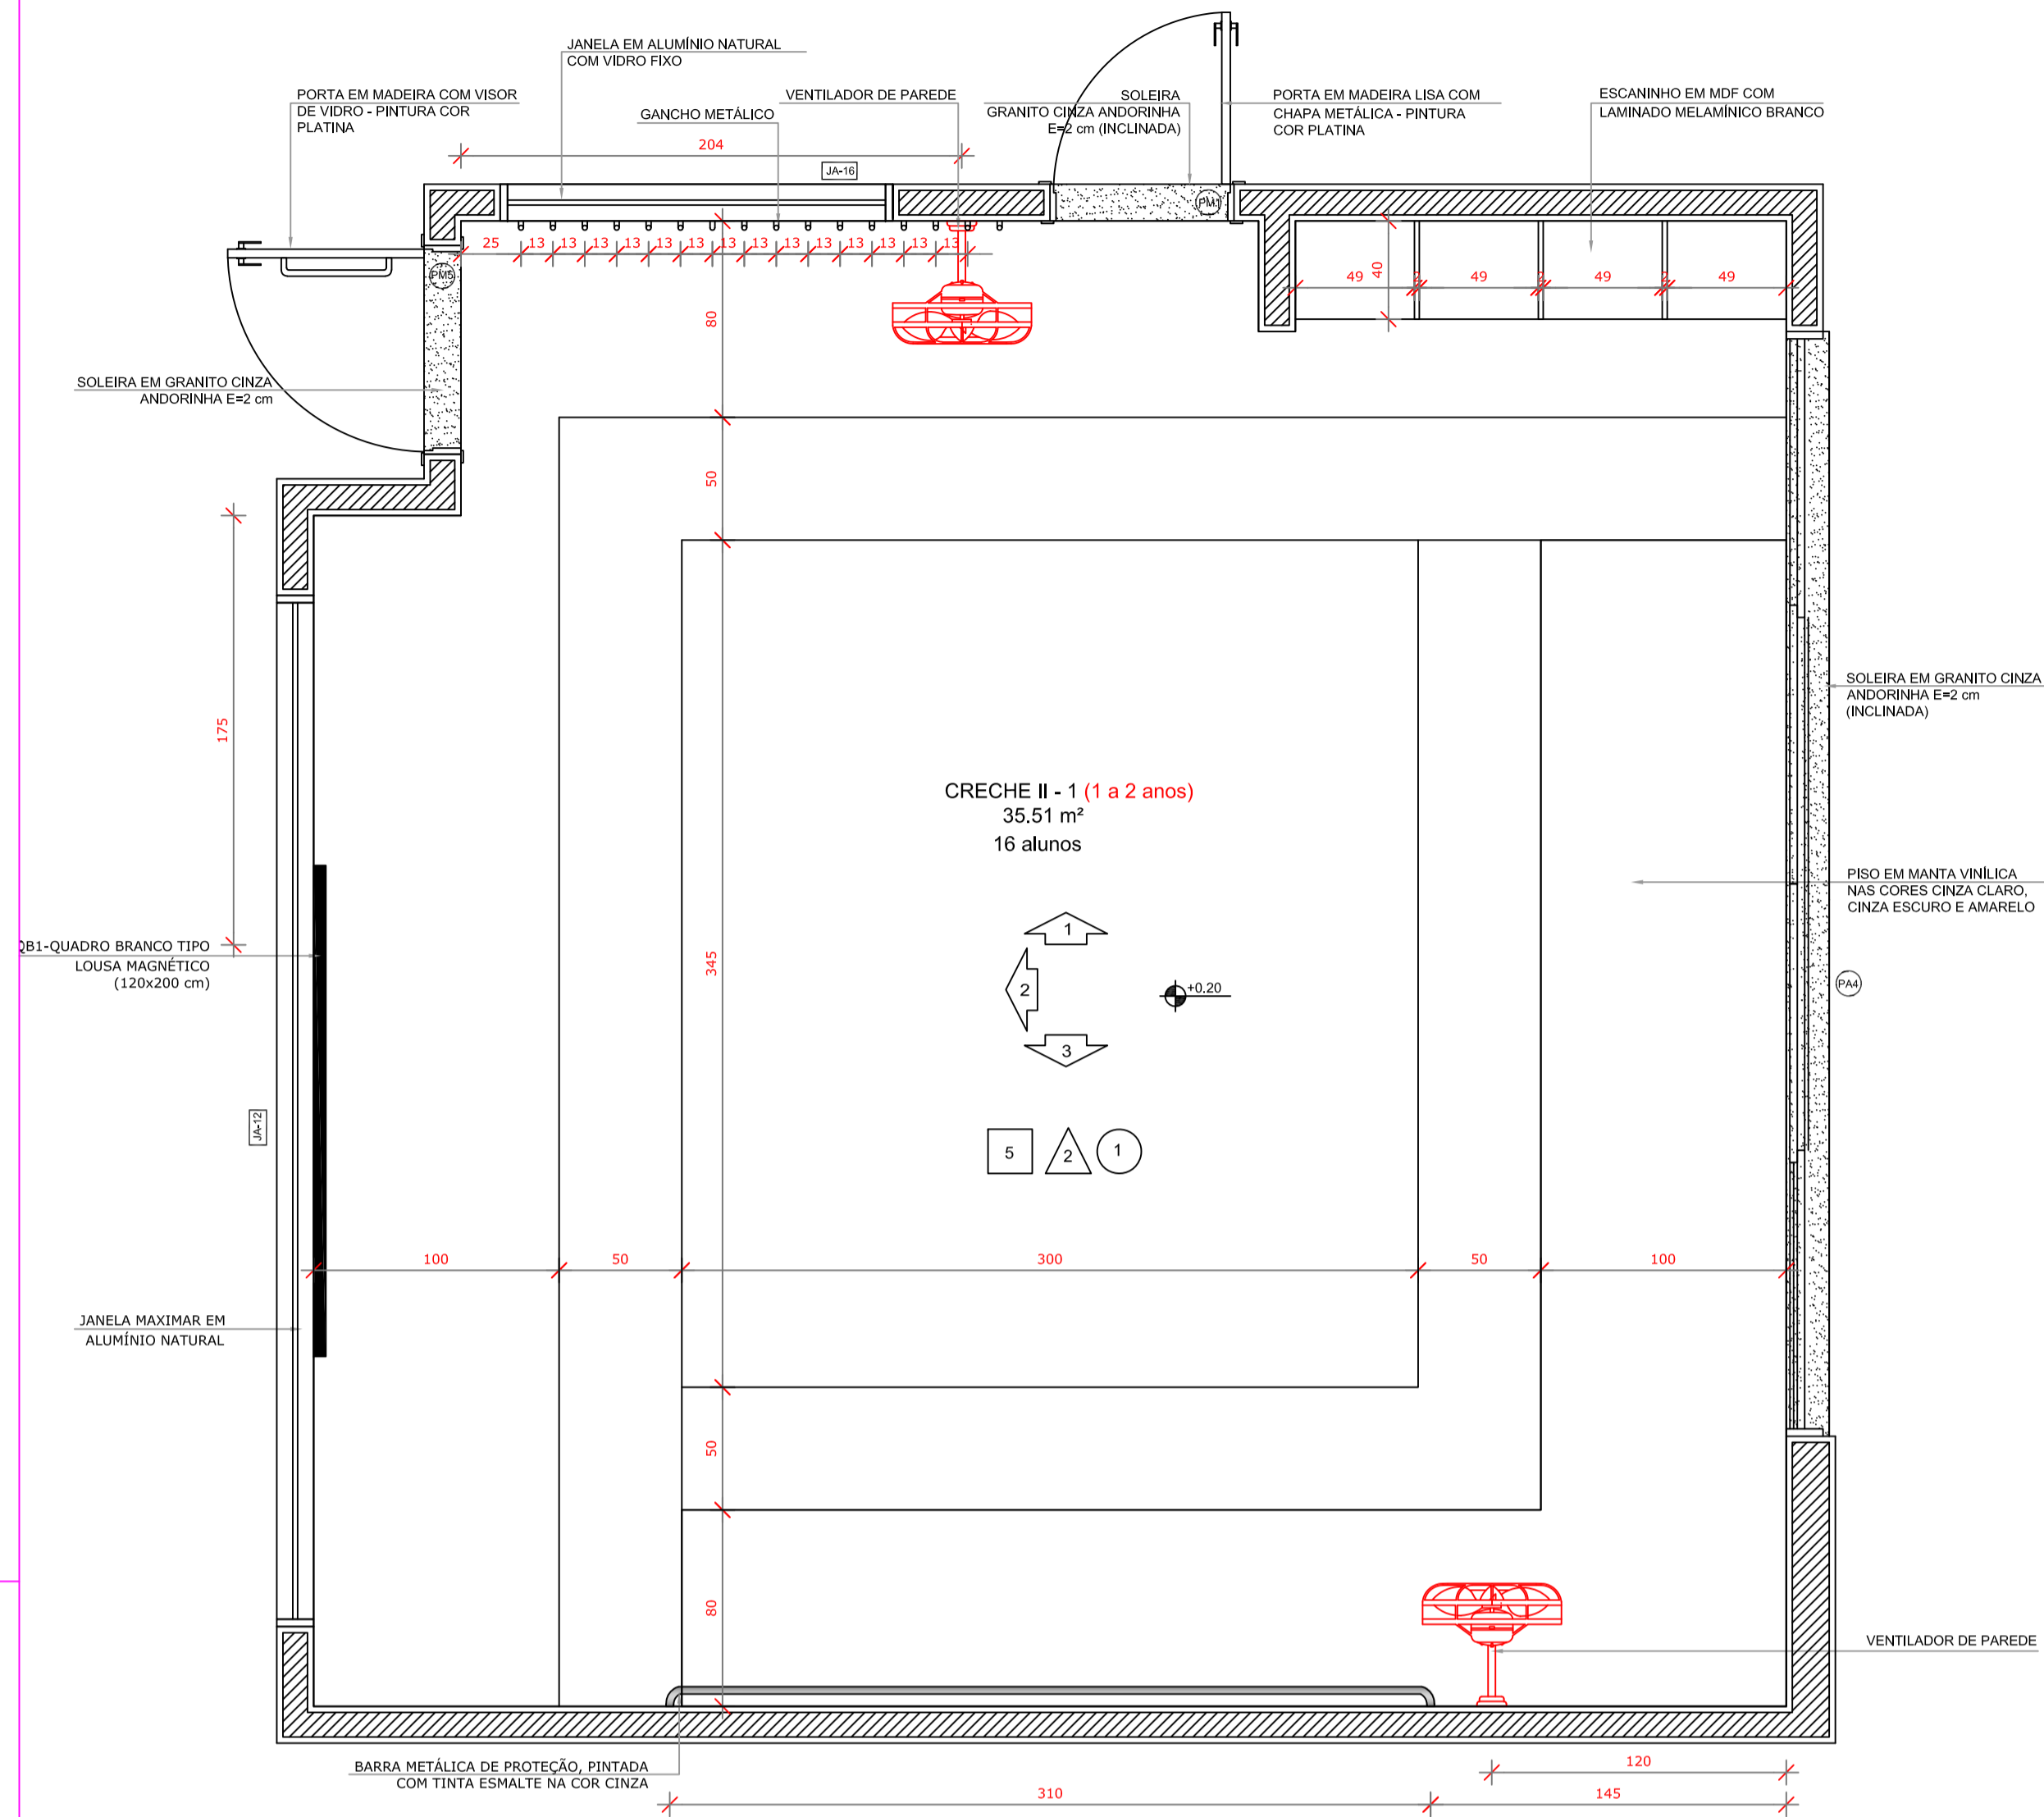 JANELA EM ALUMÍNIO NATURAL
COM VIDRO FIXO
PORTA EM MADEIRA COM VISOR
DE VIDRO - PINTURA COR
PLATINA
GANCHO METÁLICO
VENTILADOR DE PAREDE
SOLEIRA
GRANITO CINZA ANDORINHA
E=2 cm (INCLINADA)
PORTA EM MADEIRA LISA COM
CHAPA METÁLICA - PINTURA
COR PLATINA
ESCANINHO EM MDF COM
LAMINADO MELAMÍNICO BRANCO
204
JA-16
PM1
25 13 13 13 13 13 13 13 13 13 13 13 13 13 13
PM5
49 2 49 2 49 2 49
40
80
SOLEIRA EM GRANITO CINZA
ANDORINHA E=2 cm
50
175
SOLEIRA EM GRANITO CINZA
ANDORINHA E=2 cm
(INCLINADA)
CRECHE II - 1 (1 a 2 anos)
35.51 m²
16 alunos
PISO EM MANTA VINÍLICA
NAS CORES CINZA CLARO,
CINZA ESCURO E AMARELO
1
2
3
+0.20
345
QB1-QUADRO BRANCO TIPO
LOUSA MAGNÉTICO
(120x200 cm)
PA4
JA-12
5 2 1
100 50 300 50 100
JANELA MAXIMAR EM
ALUMÍNIO NATURAL
50
80
VENTILADOR DE PAREDE
BARRA METÁLICA DE PROTEÇÃO, PINTADA
COM TINTA ESMALTE NA COR CINZA
120
310 145